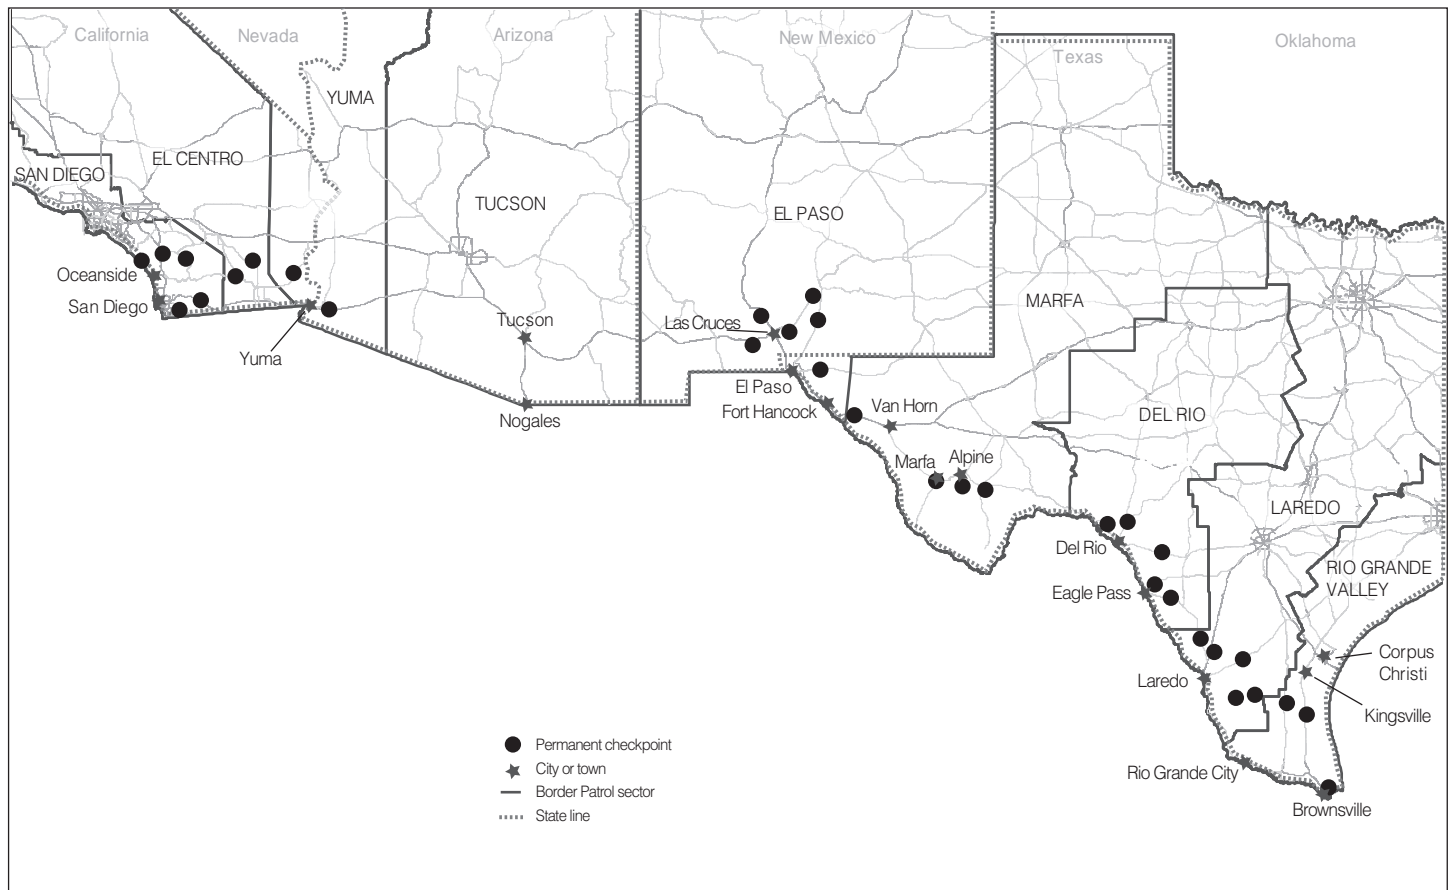 California
Nevada
Arizona
New Mexico
Texas
Oklahoma
YUMA
EL CENTRO
SAN DIEGO
TUCSON
EL PASO
MARFA
Oceanside
San Diego
Yuma
Tucson
Nogales
Las Cruces
El Paso
Fort Hancock
Van Horn
Marfa
Alpine
DEL RIO
LAREDO
RIO GRANDE
VALLEY
Del Rio
Eagle Pass
Laredo
Corpus
Christi
Kingsville
Rio Grande City
Brownsville
Permanent checkpoint
City or town
Border Patrol sector
State line